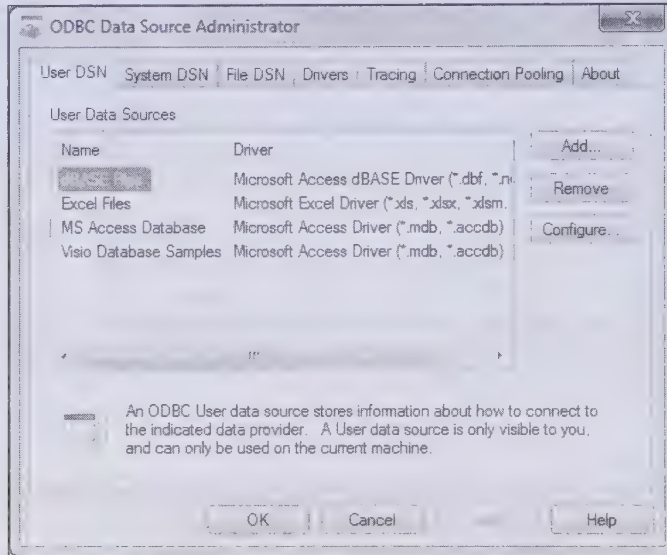 ODBC Data Source Administrator
User DSN System DSN File DSN Drivers Tracing Connection Pooling About
User Data Sources
Name Driver
Microsoft Access dBASE Driver (*.dbf, *.n
Excel Files Microsoft Excel Driver (*.xls, *.xlsx, *.xlsm.
MS Access Database Microsoft Access Driver (*.mdb, *.accdb)
Visio Database Samples Microsoft Access Driver (*.mdb, *.accdb)
Add...
Remove
Configure...
An ODBC User data source stores information about how to connect to
the indicated data provider. A User data source is only visible to you,
and can only be used on the current machine.
OK Cancel Help